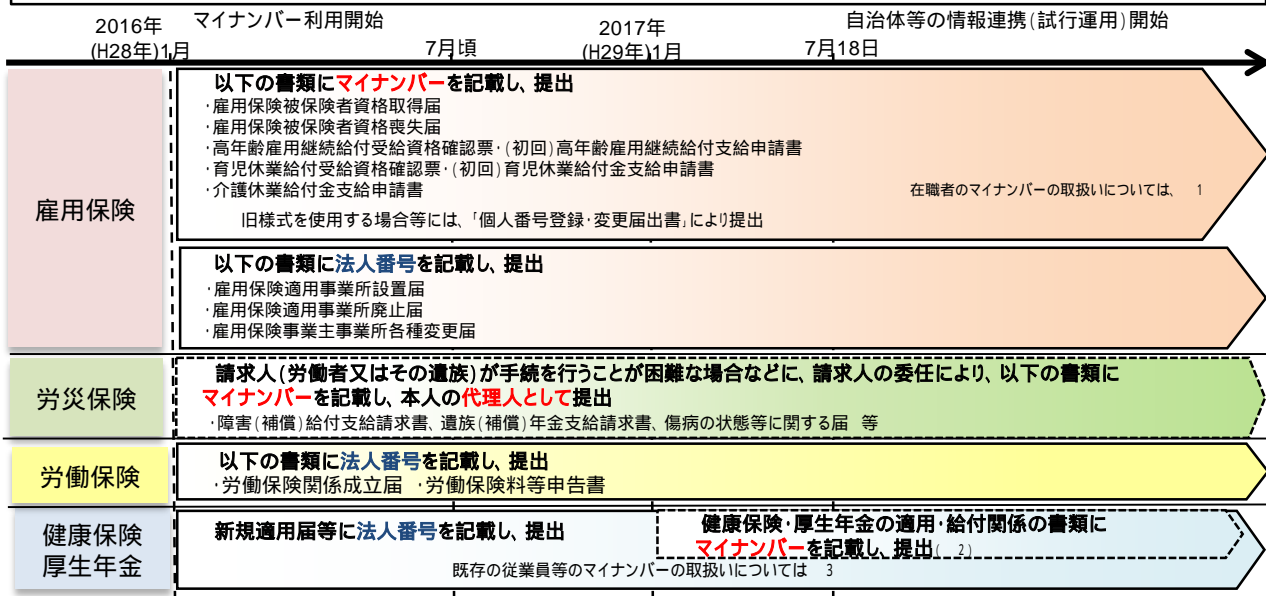 マイナンバー利用開始
自治体等の情報連携(試行運用)開始
2016年
(H28年)1月
7月頃
2017年
(H29年)1月
7月18日
雇用保険
以下の書類にマイナンバーを記載し、提出
・雇用保険被保険者資格取得届
・雇用保険被保険者資格喪失届
・高年齢雇用継続給付受給資格確認票・(初回)高年齢雇用継続給付支給申請書
・育児休業給付受給資格確認票・(初回)育児休業給付金支給申請書
・介護休業給付金支給申請書
在職者のマイナンバーの取扱いについては、 1
旧様式を使用する場合等には、「個人番号登録・変更届出書」により提出
以下の書類に法人番号を記載し、提出
・雇用保険適用事業所設置届
・雇用保険適用事業所廃止届
・雇用保険事業主事業所各種変更届
労災保険
請求人(労働者又はその遺族)が手続を行うことが困難な場合などに、請求人の委任により、以下の書類に
マイナンバーを記載し、本人の代理人として提出
・障害(補償)給付支給請求書、遺族(補償)年金支給請求書、傷病の状態等に関する届 等
労働保険
以下の書類に法人番号を記載し、提出
・労働保険関係成立届 ・労働保険料等申告書
健康保険
厚生年金
新規適用届等に法人番号を記載し、提出
健康保険・厚生年金の適用・給付関係の書類に
マイナンバーを記載し、提出( 2)
既存の従業員等のマイナンバーの取扱いについては 3